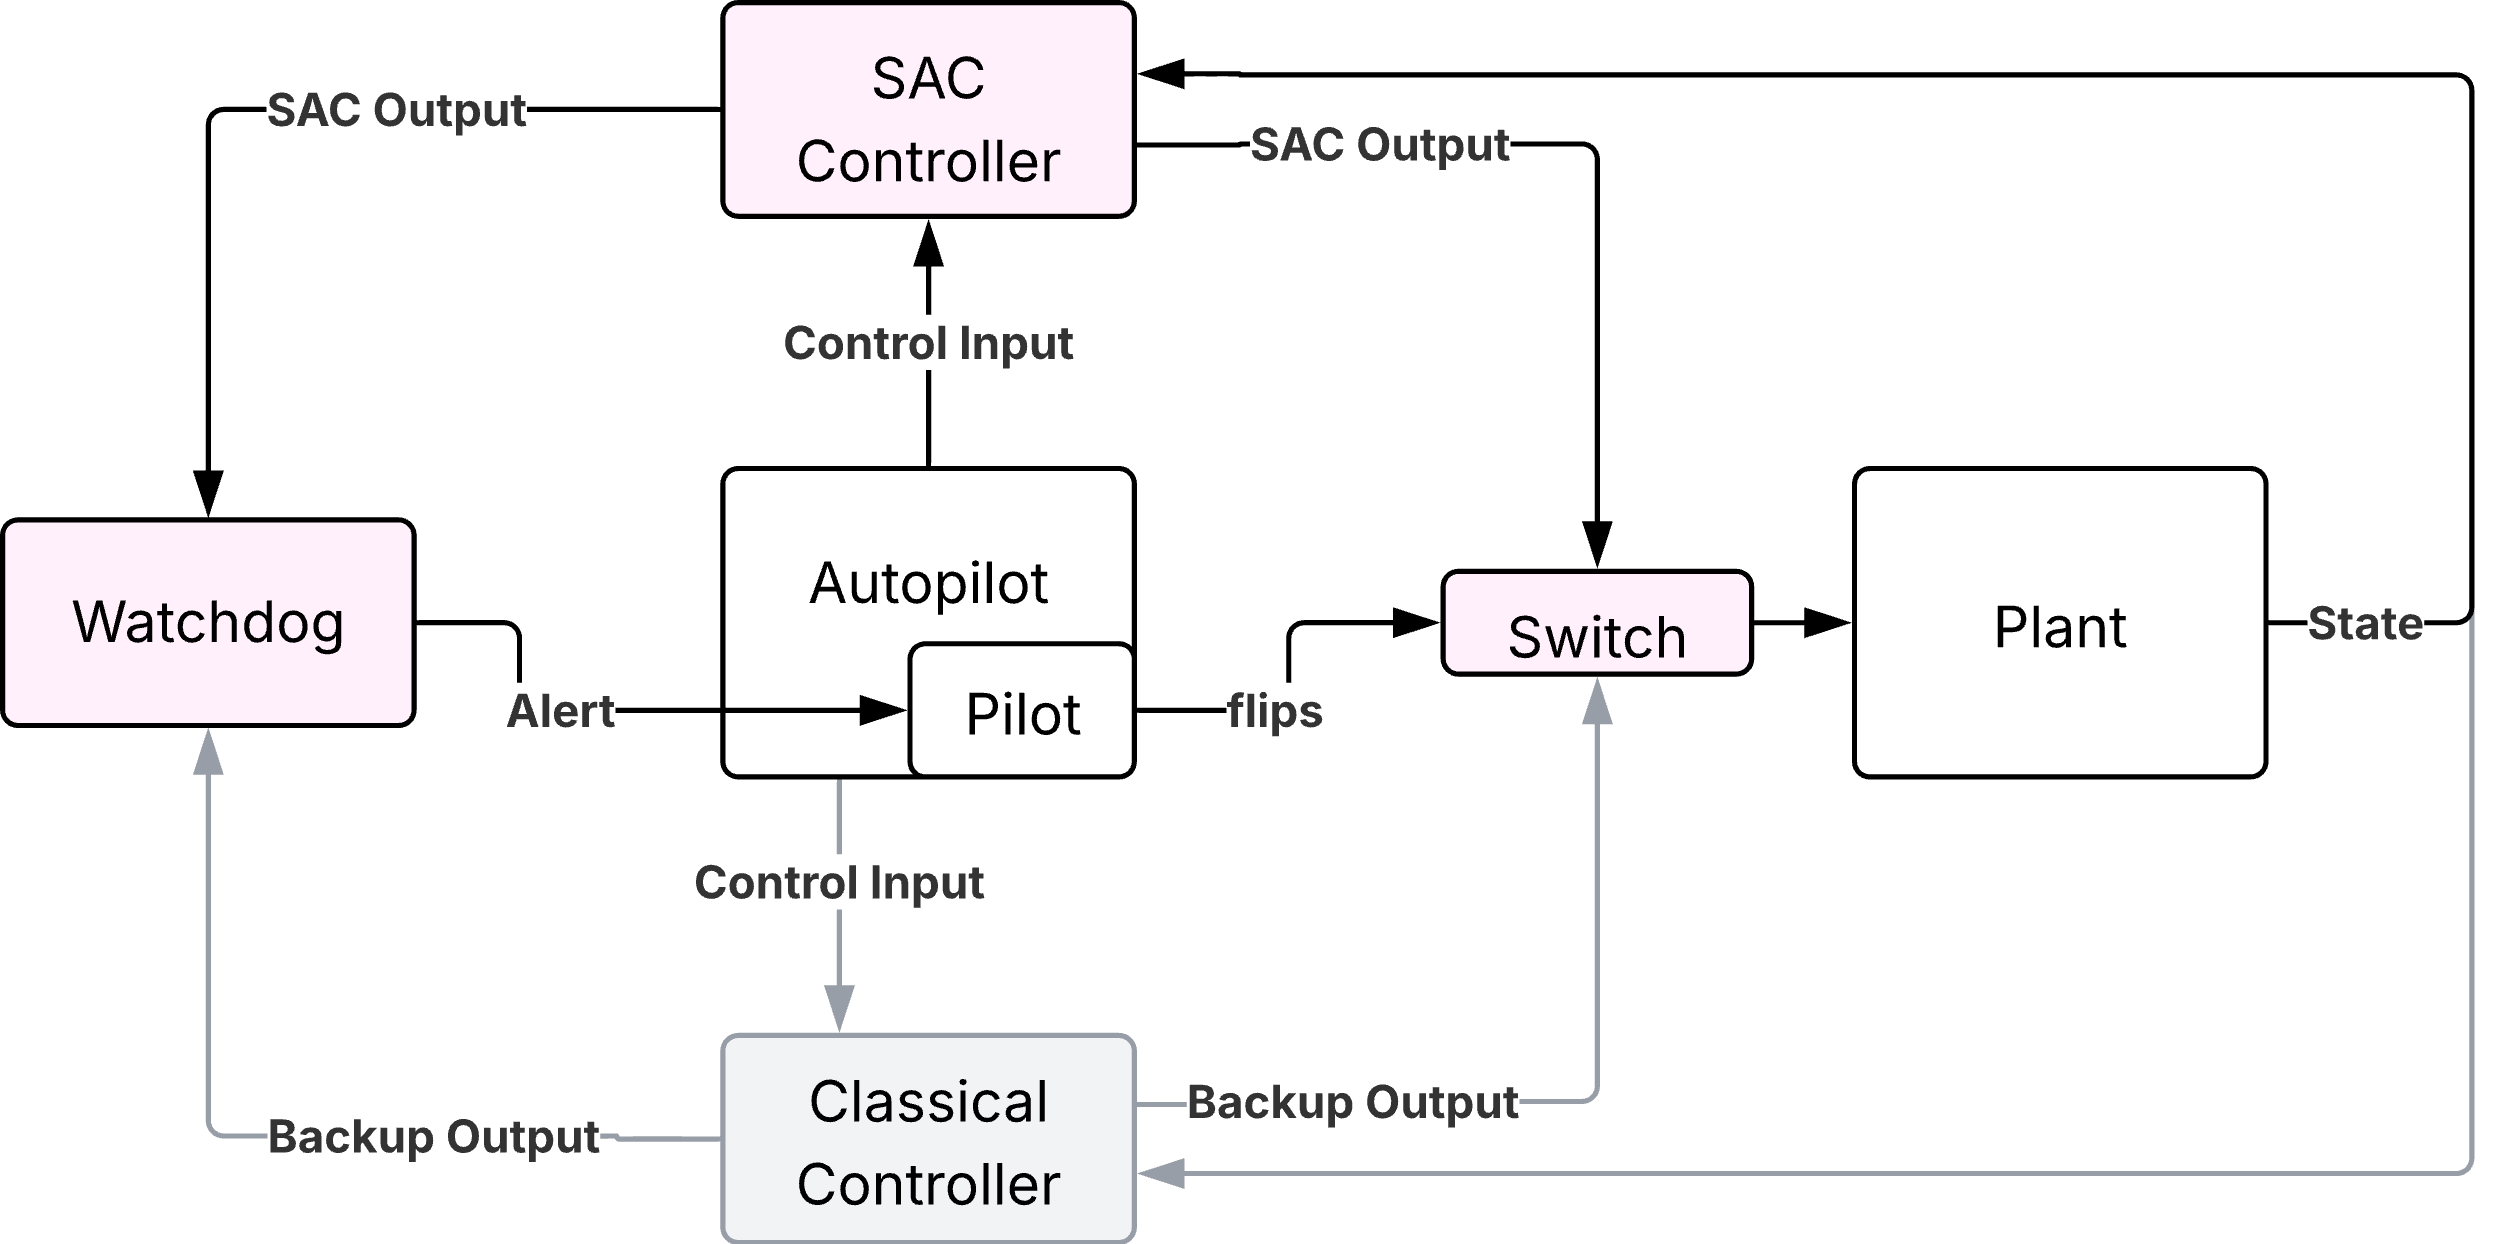 SAC
Controller
SAC Output
SAC Output
Control Input
Autopilot
Watchdog
Switch
Plant
State
Alert
Pilot
flips
Control Input
Classical
Controller
Backup Output
Backup Output